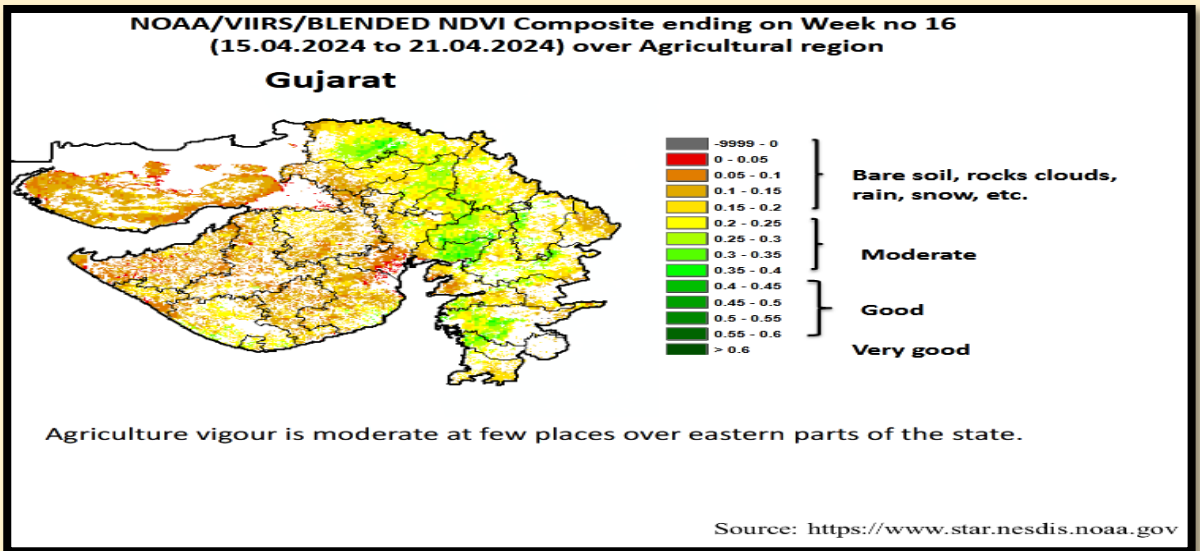 NOAA/VIIRS/BLENDED NDVI Composite ending on Week no 16
(15.04.2024 to 21.04.2024) over Agricultural region
Gujarat
-9999 - 0
0 - 0.05
0.05 - 0.1
0.1 - 0.15
0.15 - 0.2
Bare soil, rocks clouds,
rain, snow, etc.
0.2 - 0.25
0.25 - 0.3
0.3 - 0.35
0.35 - 0.4
Moderate
0.4 - 0.45
0.45 - 0.5
0.5 - 0.55
0.55 - 0.6
Good
> 0.6
Very good
Agriculture vigour is moderate at few places over eastern parts of the state.
Source: https://www.star.nesdis.noaa.gov